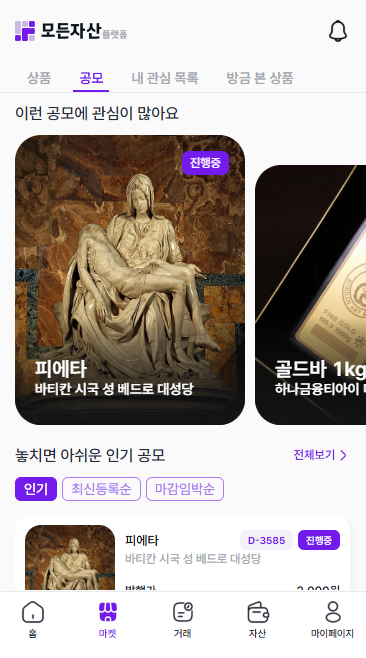 모든자산플랫폼
상품 공모 내 관심 목록 방금 본 상품
이런 공모에 관심이 많아요
진행중
피에타
바티칸 시국 성 베드로 대성당
FINE GOLD
999.9 1000g
골드바 1kg
하나금융티아이
놓치면 아쉬운 인기 공모 전체보기
인기 최신등록순 마감임박순
피에타 D-3585 진행중
바티칸 시국 성 베드로 대성당
홈 마켓 거래 자산 마이페이지